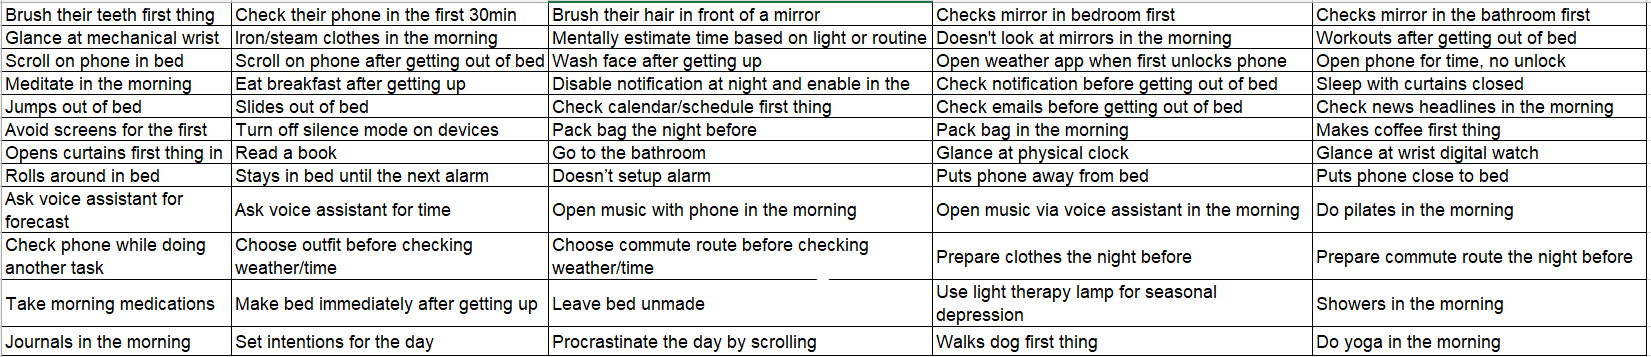 Brush their teeth first thing
Check their phone in the first 30min
Brush their hair in front of a mirror
Checks mirror in bedroom first
Checks mirror in the bathroom first
Glance at mechanical wrist
Iron/steam clothes in the morning
Mentally estimate time based on light or routine
Doesn't look at mirrors in the morning
Workouts after getting out of bed
Scroll on phone in bed
Scroll on phone after getting out of bed
Wash face after getting up
Open weather app when first unlocks phone
Open phone for time, no unlock
Meditate in the morning
Eat breakfast after getting up
Disable notification at night and enable in the
Check notification before getting out of bed
Sleep with curtains closed
Jumps out of bed
Slides out of bed
Check calendar/schedule first thing
Check emails before getting out of bed
Check news headlines in the morning
Avoid screens for the first
Turn off silence mode on devices
Pack bag the night before
Pack bag in the morning
Makes coffee first thing
Opens curtains first thing in
Read a book
Go to the bathroom
Glance at physical clock
Glance at wrist digital watch
Rolls around in bed
Stays in bed until the next alarm
Doesn’t setup alarm
Puts phone away from bed
Puts phone close to bed
Ask voice assistant for
forecast
Ask voice assistant for time
Open music with phone in the morning
Open music via voice assistant in the morning
Do pilates in the morning
Check phone while doing
another task
Choose outfit before checking
weather/time
Choose commute route before checking
weather/time
Prepare clothes the night before
Prepare commute route the night before
Take morning medications
Make bed immediately after getting up
Leave bed unmade
Use light therapy lamp for seasonal
depression
Showers in the morning
Journals in the morning
Set intentions for the day
Procrastinate the day by scrolling
Walks dog first thing
Do yoga in the morning